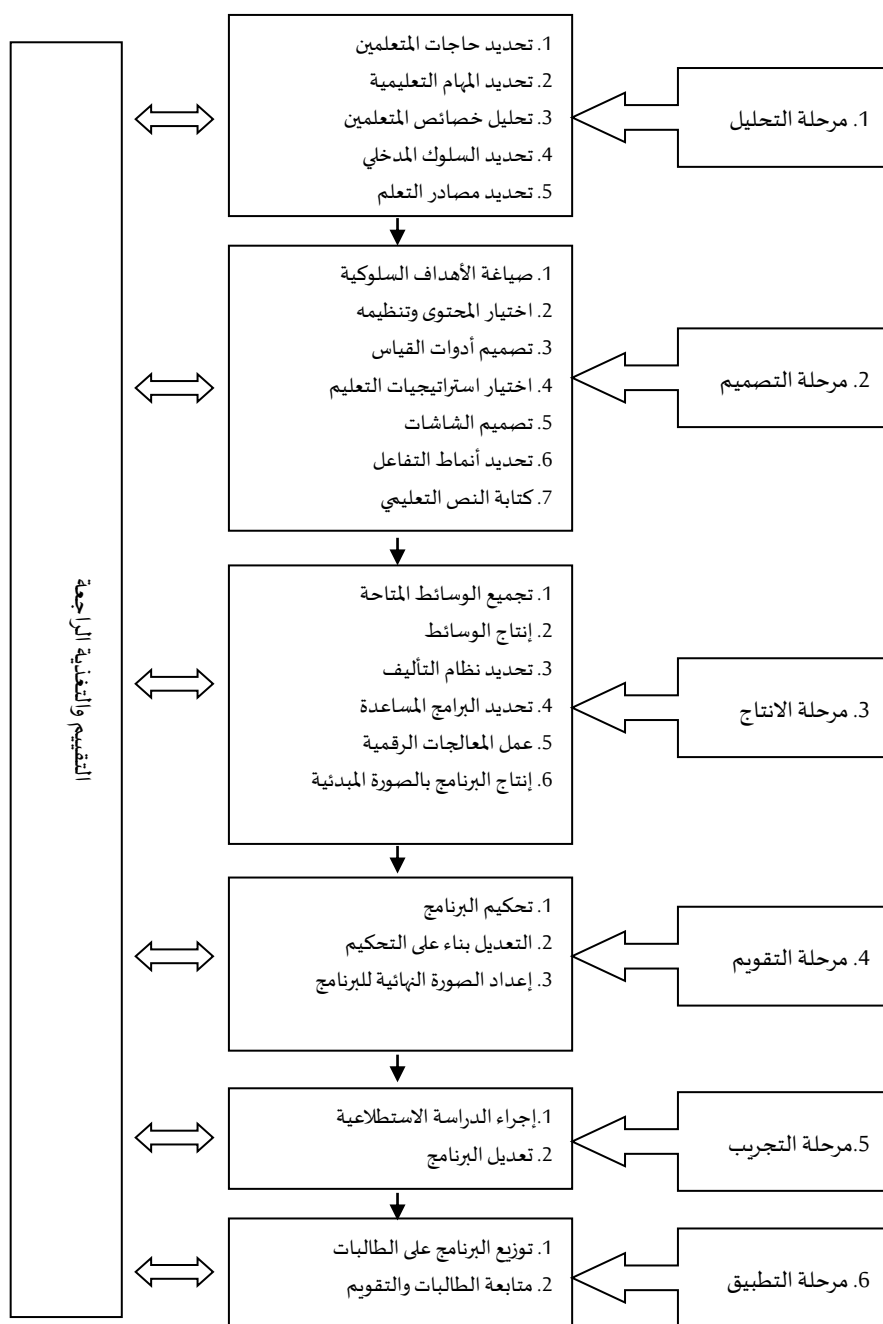 1. مرحلة التحليل
1. تحديد حاجات المتعلمين
2. تحديد المهام التعليمية
3. تحليل خصائص المتعلمين
4. تحديد السلوك المدخلي
5. تحديد مصادر التعلم
2. مرحلة التصميم
1. صياغة الأهداف السلوكية
2. اختيار المحتوى وتنظيمه
3. تصميم أدوات القياس
4. اختيار استراتيجيات التعليم
5. تصميم الشاشات
6. تحديد أنماط التفاعل
7. كتابة النص التعليمي
3. مرحلة الانتاج
1. تجميع الوسائط المتاحة
2. إنتاج الوسائط
3. تحديد نظام التأليف
4. تحديد البرامج المساعدة
5. عمل المعالجات الرقمية
6. إنتاج البرنامج بالصورة المبدئية
4. مرحلة التقويم
1. تحكيم البرنامج
2. التعديل بناء على التحكيم
3. إعداد الصورة النهائية للبرنامج
5.مرحلة التجريب
1.إجراء الدراسة الاستطلاعية
2. تعديل البرنامج
6. مرحلة التطبيق
1. توزيع البرنامج على الطالبات
2. متابعة الطالبات والتقويم
التقييم والتغذية الراجعة